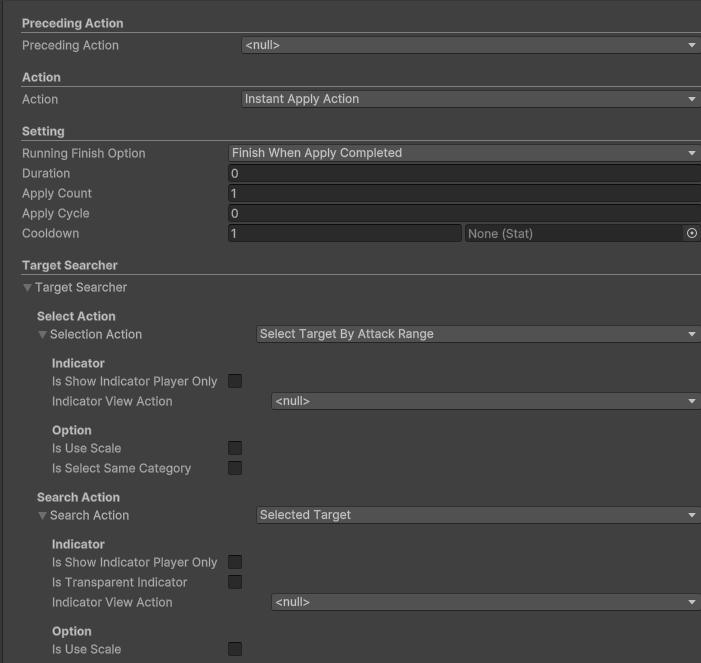 Preceding Action
Preceding Action <null>
Action
Action Instant Apply Action
Setting
Running Finish Option Finish When Apply Completed
Duration 0
Apply Count 1
Apply Cycle 0
Cooldown 1 None (Stat)
Target Searcher
Target Searcher
Select Action
Selection Action Select Target By Attack Range
Indicator
Is Show Indicator Player Only
Indicator View Action <null>
Option
Is Use Scale
Is Select Same Category
Search Action
Search Action Selected Target
Indicator
Is Show Indicator Player Only
Is Transparent Indicator
Indicator View Action <null>
Option
Is Use Scale